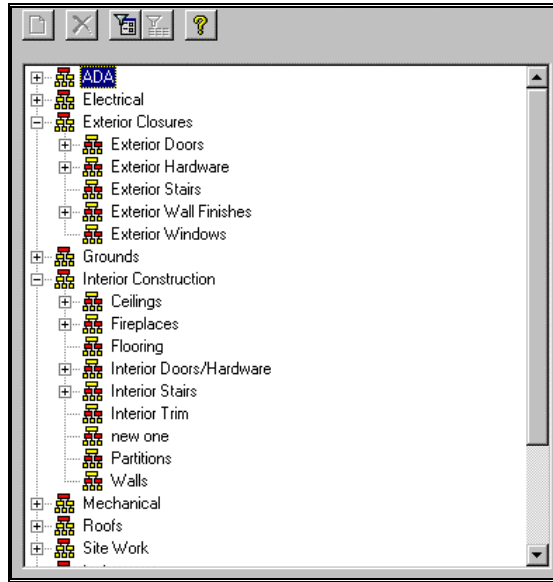 ADA
Electrical
Exterior Closures
Exterior Doors
Exterior Hardware
Exterior Stairs
Exterior Wall Finishes
Exterior Windows
Grounds
Interior Construction
Ceilings
Fireplaces
Flooring
Interior Doors/Hardware
Interior Stairs
Interior Trim
new one
Partitions
Walls
Mechanical
Roofs
Site Work